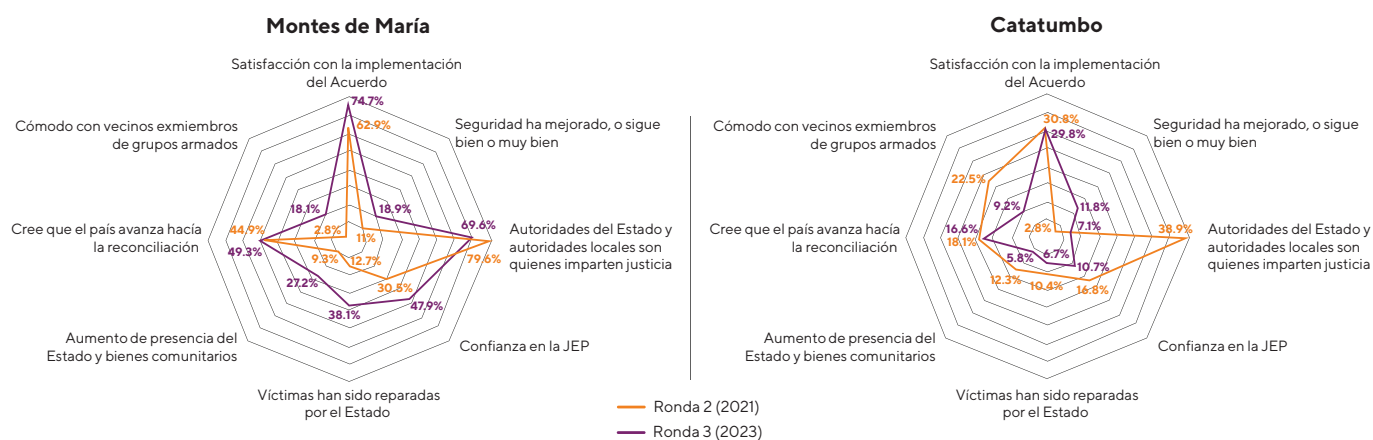 Montes de María
Satisfacción con la implementación
del Acuerdo
74.7%
62.9%
Cómodo con vecinos exmiembros
de grupos armados
Seguridad ha mejorado, o sigue
bien o muy bien
18.1%
18.9%
2.8%
11%
Cree que el país avanza hacía
la reconciliación
44.9%
49.3%
69.6%
79.6%
Autoridades del Estado y
autoridades locales son
quienes imparten justicia
9.3%
12.7%
27.2%
30.5%
38.1%
47.9%
Aumento de presencia del
Estado y bienes comunitarios
Confianza en la JEP
Víctimas han sido reparadas
por el Estado
Catatumbo
Satisfacción con la implementación
del Acuerdo
30.8%
29.8%
Cómodo con vecinos exmiembros
de grupos armados
Seguridad ha mejorado, o sigue
bien o muy bien
22.5%
9.2%
11.8%
2.8%
7.1%
Cree que el país avanza hacía
la reconciliación
16.6%
18.1%
38.9%
Autoridades del Estado y
autoridades locales son
quienes imparten justicia
5.8%
6.7%
10.7%
12.3%
10.4%
16.8%
Aumento de presencia del
Estado y bienes comunitarios
Confianza en la JEP
Víctimas han sido reparadas
por el Estado
Ronda 2 (2021)
Ronda 3 (2023)